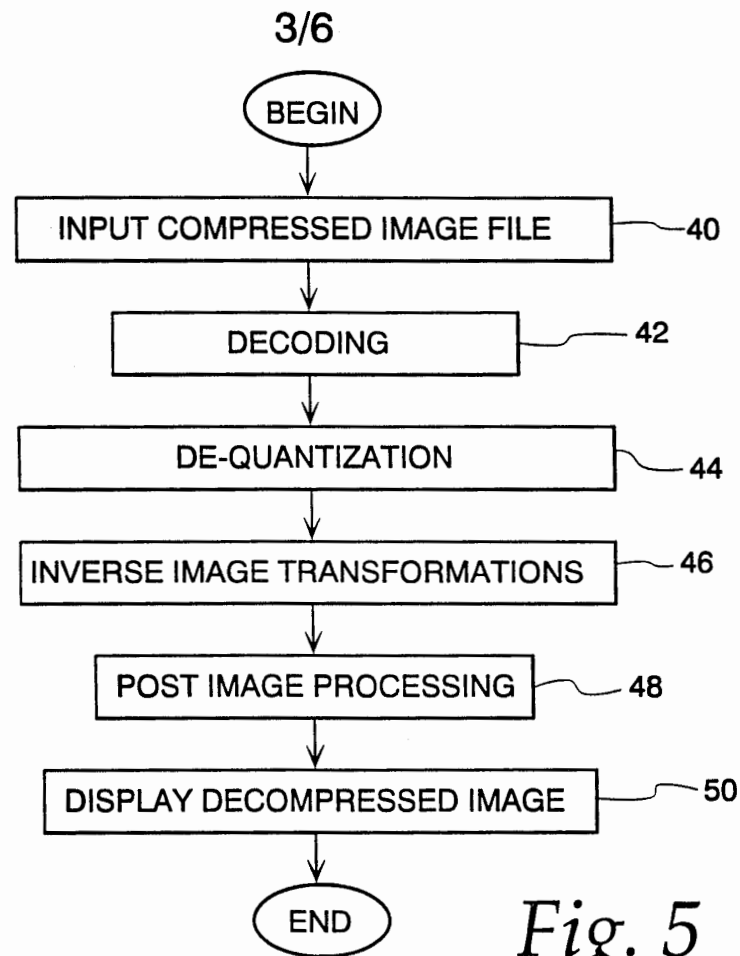 3/6
BEGIN
INPUT COMPRESSED IMAGE FILE
40
DECODING
42
DE-QUANTIZATION
44
INVERSE IMAGE TRANSFORMATIONS
46
POST IMAGE PROCESSING
48
DISPLAY DECOMPRESSED IMAGE
50
END
Fig. 5